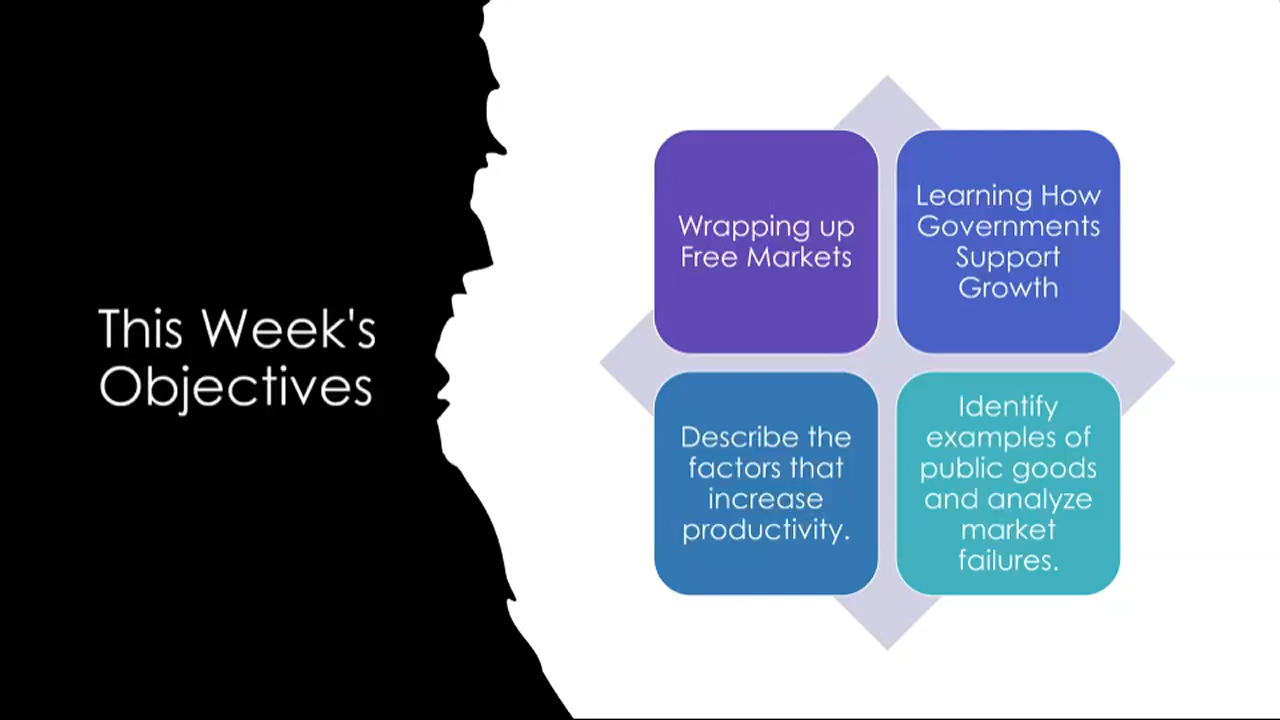 This Week's
Objectives
Wrapping up
Free Markets
Learning How
Governments
Support
Growth
Describe the
factors that
increase
productivity.
Identify
examples of
public goods
and analyze
market
failures.